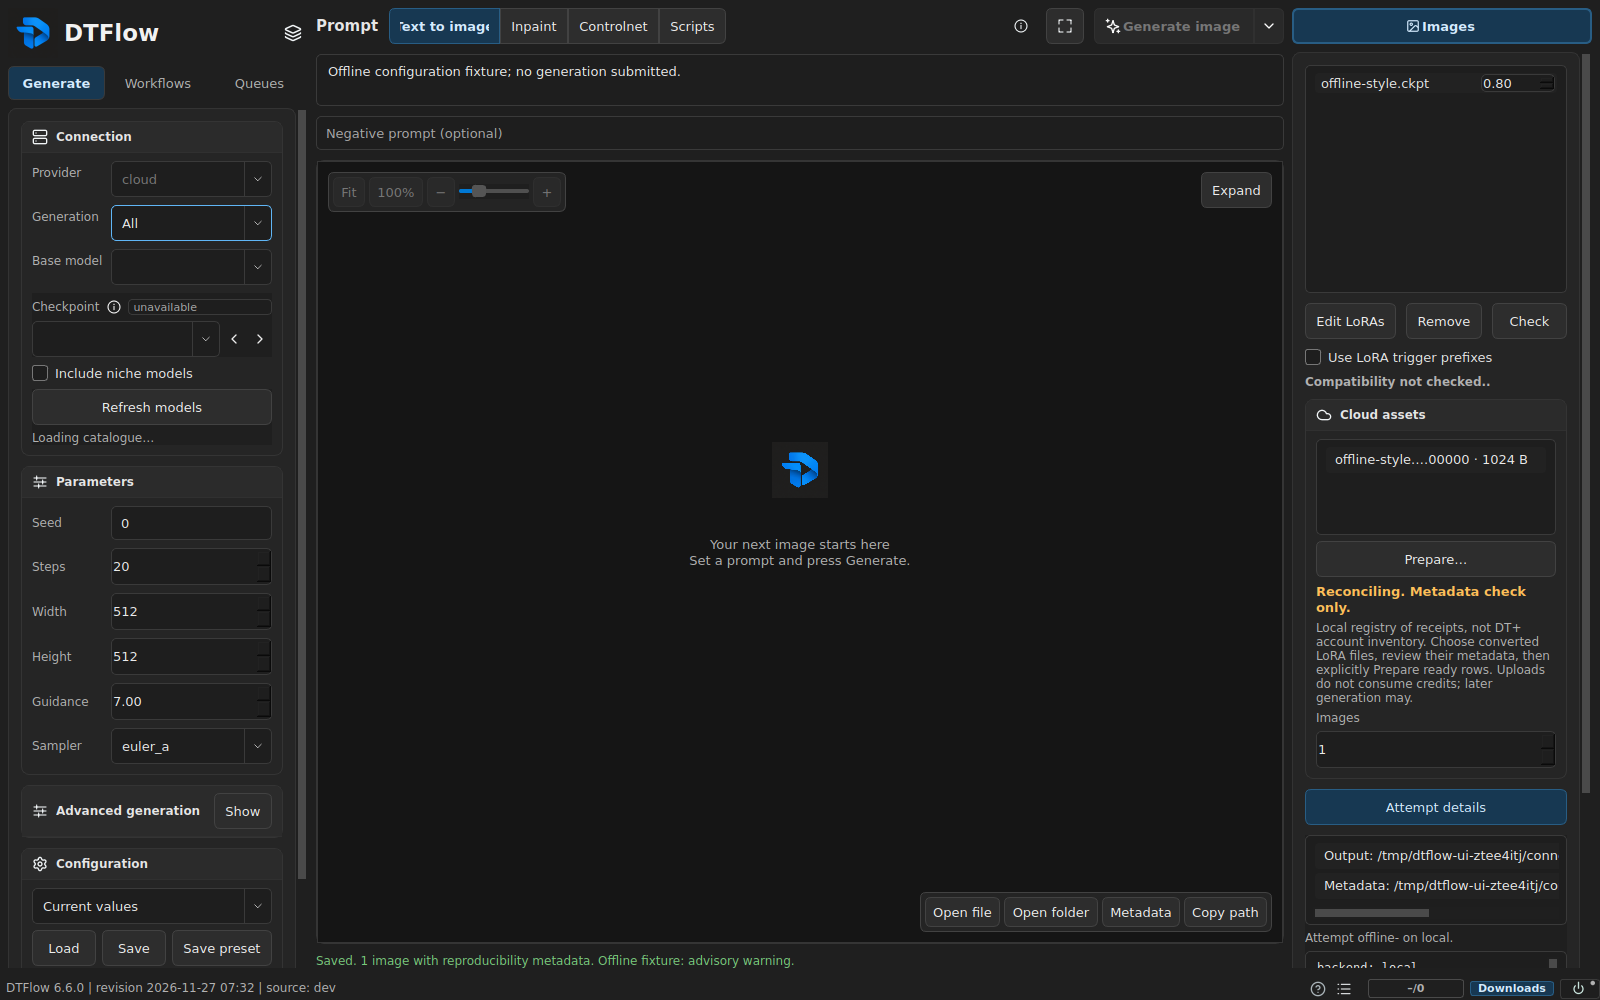 DTFlow
Generate
Workflows
Queues
Connection
Provider
cloud
Generation
All
Base model
Checkpoint
unavailable
Include niche models
Refresh models
Loading catalogue...
Parameters
Seed
0
Steps
20
Width
512
Height
512
Guidance
7.00
Sampler
euler_a
Advanced generation
Show
Configuration
Current values
Load
Save
Save preset
Prompt
Text to image
Inpaint
Controlnet
Scripts
Generate image
Offline configuration fixture; no generation submitted.
Negative prompt (optional)
Fit
100%
−
+
Expand
Your next image starts here
Set a prompt and press Generate.
Open file
Open folder
Metadata
Copy path
Saved. 1 image with reproducibility metadata. Offline fixture: advisory warning.
Images
offline-style.ckpt
0.80
Edit LoRAs
Remove
Check
Use LoRA trigger prefixes
Compatibility not checked..
Cloud assets
offline-style....00000 · 1024 B
Prepare...
Reconciling. Metadata check
only.
Local registry of receipts, not DT+
account inventory. Choose converted
LoRA files, review their metadata, then
explicitly Prepare ready rows. Uploads
do not consume credits; later
generation may.
Images
1
Attempt details
Output: /tmp/dtflow-ui-ztee4itj/conn
Metadata: /tmp/dtflow-ui-ztee4itj/co
Attempt offline- on local.
backend: local
DTFlow 6.6.0 | revision 2026-11-27 07:32 | source: dev
–/0
Downloads